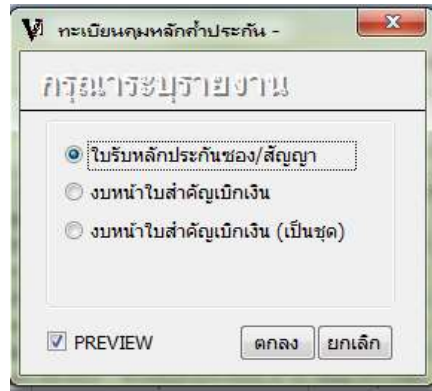 ทะเบียนคุมหลักค้ำประกัน -
กรุณาระบุรายงาน
ใบรับหลักประกันซอง/สัญญา
งบหน้าใบสำคัญเบิกเงิน
งบหน้าใบสำคัญเบิกเงิน (เป็นชุด)
PREVIEW ตกลง ยกเลิก